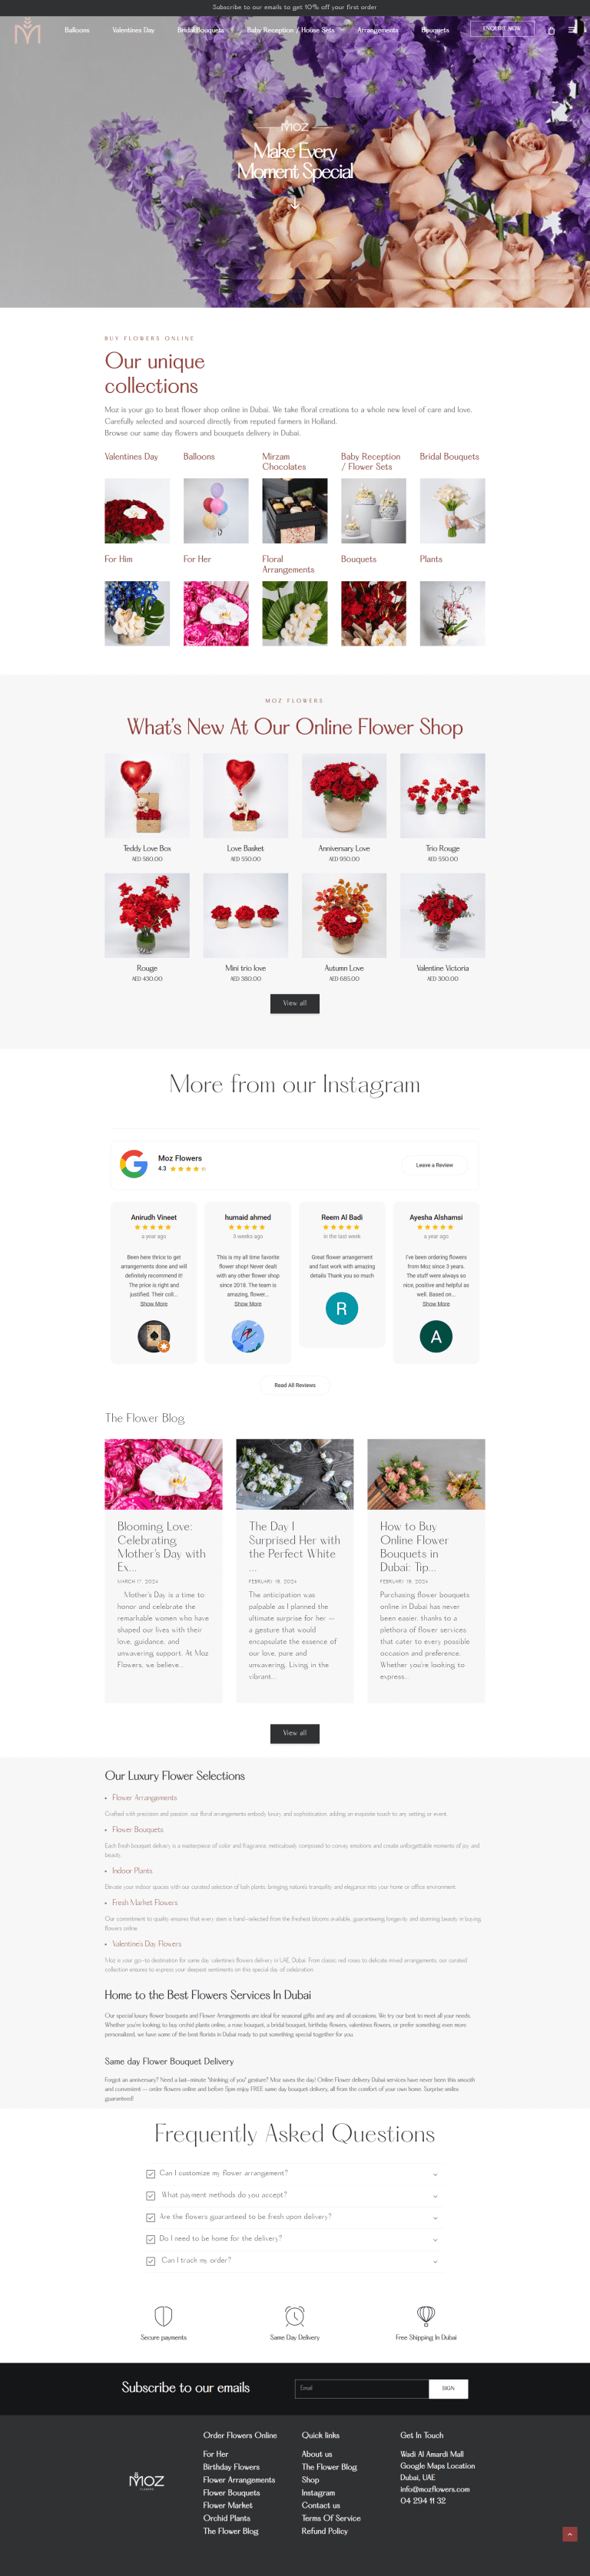 Subscribe to our emails to get 10% off your first order
Balloons
Valentines Day
Bridal Bouquets
Baby Reception / House Sets
Arrangements
Bouquets
ENQUIRY NOW
MOZ
Make Every
Moment Special
BUY FLOWERS ONLINE
Our unique
collections
Moz is your go to best flower shop online in Dubai. We take floral creations to a whole new level of care and love.
Carefully selected and sourced directly from reputed farmers in Holland.
Browse our same day flowers and bouquets delivery in Dubai.
Valentines Day
Balloons
Mirzam
Chocolates
Baby Reception
/ Flower Sets
Bridal Bouquets
For Him
For Her
Floral
Arrangements
Bouquets
Plants
MOZ FLOWERS
What's New At Our Online Flower Shop
Teddy Love Box
AED 580.00
Love Basket
AED 550.00
Anniversary Love
AED 950.00
Trio Rouge
AED 550.00
Rouge
AED 430.00
Mini trio love
AED 380.00
Autumn Love
AED 685.00
Valentine Victoria
AED 300.00
View all
More from our Instagram
Moz Flowers
4.3
Leave a Review
Anirudh Vineet
a year ago
Been here thrice to get
arrangements done and will
definitely recommend it!
The price is right and
justified. Their coll...
Show More
humaid ahmed
3 weeks ago
This is my all time favorite
flower shop! Never dealt
with any other flower shop
since 2018. The team is
amazing, flower...
Show More
Reem Al Badi
in the last week
Great flower arrangement
and fast work with amazing
details Thank you so much
R
Ayesha Alshamsi
a year ago
I've been ordering flowers
from Moz since 3 years.
The stuff were always so
nice, positive and helpful as
well. Based on...
Show More
A
Read All Reviews
The Flower Blog
Blooming Love:
Celebrating
Mother's Day with
Ex...
MARCH 17, 2024
Mother's Day is a time to
honor and celebrate the
remarkable women who have
shaped our lives with their
love, guidance, and
unwavering support. At Moz
Flowers, we believe...
The Day I
Surprised Her with
the Perfect White
...
FEBRUARY 19, 2024
The anticipation was
palpable as I planned the
ultimate surprise for her —
a gesture that would
encapsulate the essence of
our love, pure and
unwavering. Living in the
vibrant...
How to Buy
Online Flower
Bouquets in
Dubai: Tip...
FEBRUARY 19, 2024
Purchasing flower bouquets
online in Dubai has never
been easier, thanks to a
plethora of flower services
that cater to every possible
occasion and preference.
Whether you're looking to
express...
View all
Our Luxury Flower Selections
Flower Arrangements
Crafted with precision and passion, our floral arrangements embody luxury and sophistication, adding an exquisite touch to any setting or event.
Flower Bouquets
Each fresh bouquet delivery is a masterpiece of color and fragrance, meticulously composed to convey emotions and create unforgettable moments of joy and
beauty.
Indoor Plants
Elevate your indoor spaces with our curated selection of lush plants, bringing nature's tranquility and elegance into your home or office environment.
Fresh Market Flowers
Our commitment to quality ensures that every stem is hand-selected from the freshest blooms available, guaranteeing longevity and stunning beauty in buying
flowers online.
Valentine's Day Flowers
Moz is your go-to destination for same day valentine's flowers delivery in UAE, Dubai. From classic red roses to delicate mixed arrangements, our curated
collection ensures to express your deepest sentiments on this special day of celebration
Home to the Best Flowers Services In Dubai
Our special luxury flower bouquets and Flower Arrangements are ideal for seasonal gifts and any and all occasions. We try our best to meet all your needs.
Whether you're looking to buy orchid plants online, a rose bouquet, a bridal bouquet, birthday flowers, valentines flowers, or prefer something even more
personalized, we have some of the best florists in Dubai ready to put something special together for you.
Same day Flower Bouquet Delivery
Forgot an anniversary? Need a last-minute "thinking of you" gesture? Moz saves the day! Online Flower delivery Dubai services have never been this smooth
and convenient – order flowers online and before 5pm enjoy FREE same day bouquet delivery, all from the comfort of your own home. Surprise smiles
guaranteed!
Frequently Asked Questions
Can I customize my flower arrangement?
What payment methods do you accept?
Are the flowers guaranteed to be fresh upon delivery?
Do I need to be home for the delivery?
Can I track my order?
Secure payments
Same Day Delivery
Free Shipping In Dubai
Subscribe to our emails
Email
SIGN
MOZ
FLOWERS
Order Flowers Online
For Her
Birthday Flowers
Flower Arrangements
Flower Bouquets
Flower Market
Orchid Plants
The Flower Blog
Quick links
About us
The Flower Blog
Shop
Instagram
Contact us
Terms Of Service
Refund Policy
Get In Touch
Wadi Al Amardi Mall
Google Maps Location
Dubai, UAE
info@mozflowers.com
04 294 11 32